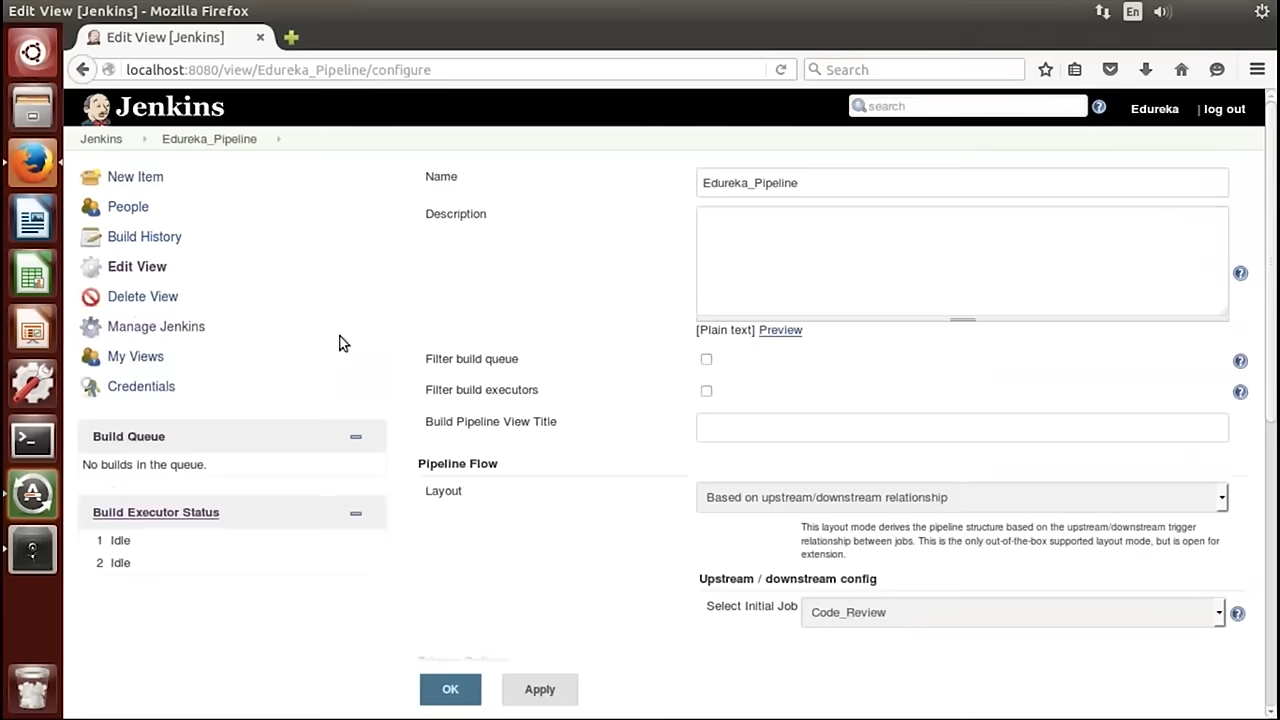 Edit View [Jenkins] - Mozilla Firefox
En
Edit View [Jenkins]
localhost:8080/view/Edureka_Pipeline/configure
Search
Jenkins
search
Edureka
| log out
Jenkins
Edureka_Pipeline
New Item
People
Build History
Edit View
Delete View
Manage Jenkins
My Views
Credentials
Build Queue
No builds in the queue.
Build Executor Status
1 Idle
2 Idle
Name
Edureka_Pipeline
Description
[Plain text] Preview
Filter build queue
Filter build executors
Build Pipeline View Title
Pipeline Flow
Layout
Based on upstream/downstream relationship
This layout mode derives the pipeline structure based on the upstream/downstream trigger
relationship between jobs. This is the only out-of-the-box supported layout mode, but is open for
extension.
Upstream / downstream config
Select Initial Job
Code_Review
OK
Apply